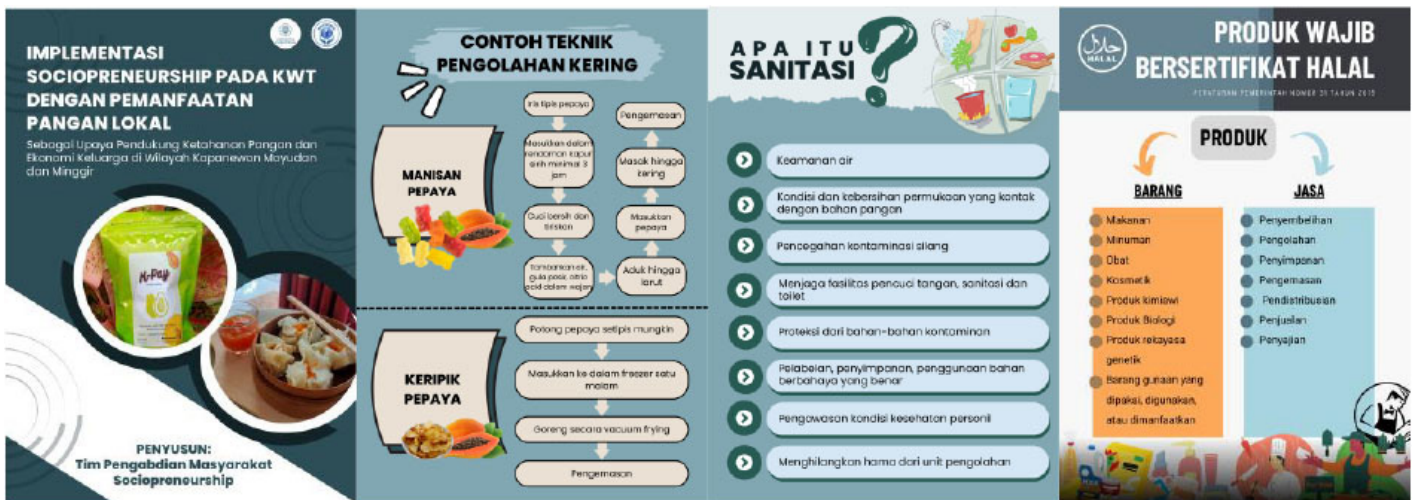 IMPLEMENTASI
SOCIOPRENEURSHIP PADA KWT
DENGAN PEMANFAATAN
PANGAN LOKAL
Sebagai Upaya Pendukung Ketahanan Pangan dan
Ekonomi Keluarga di Wilayah Kapanewon Moyudan
dan Minggir
K-Pay
PENYUSUN:
Tim Pengabdian Masyarakat
Sociopreneurship
CONTOH TEKNIK
PENGOLAHAN KERING
MANISAN
PEPAYA
Iris tipis pepaya
Masukkan dalam
rendaman kapur
sirih minimal 3
jam
Cuci bersih dan
tiriskan
Tambahkan air,
gula pasir, citric
acid dalam wajan
Aduk hingga
larut
Masukkan
pepaya
Masak hingga
kering
Pengemasan
KERIPIK
PEPAYA
Potong pepaya setipis mungkin
Masukkan ke dalam freezer satu
malam
Goreng secara vacuum frying
Pengemasan
APA ITU
SANITASI
?
Keamanan air
Kondisi dan kebersihan permukaan yang kontak
dengan bahan pangan
Pencegahan kontaminasi silang
Menjaga fasilitas pencuci tangan, sanitasi dan
toilet
Proteksi dari bahan-bahan kontaminan
Pelabelan, penyimpanan, penggunaan bahan
berbahaya yang benar
Pengawasan kondisi kesehatan personil
Menghilangkan hama dari unit pengolahan
حلال
HALAL
PRODUK WAJIB
BERSERTIFIKAT HALAL
PERATURAN PEMERINTAH NOMER TAHUN
PRODUK
BARANG
Makanan
Minuman
Obat
Kosmetik
Produk kimiawi
Produk Biologi
Produk rekayasa
genetik
Barang gunaan yang
dipakai, digunakan,
atau dimanfaatkan
JASA
Penyembelihan
Pengolahan
Penyimpanan
Pengemasan
Pendistribusian
Penjualan
Penyajian